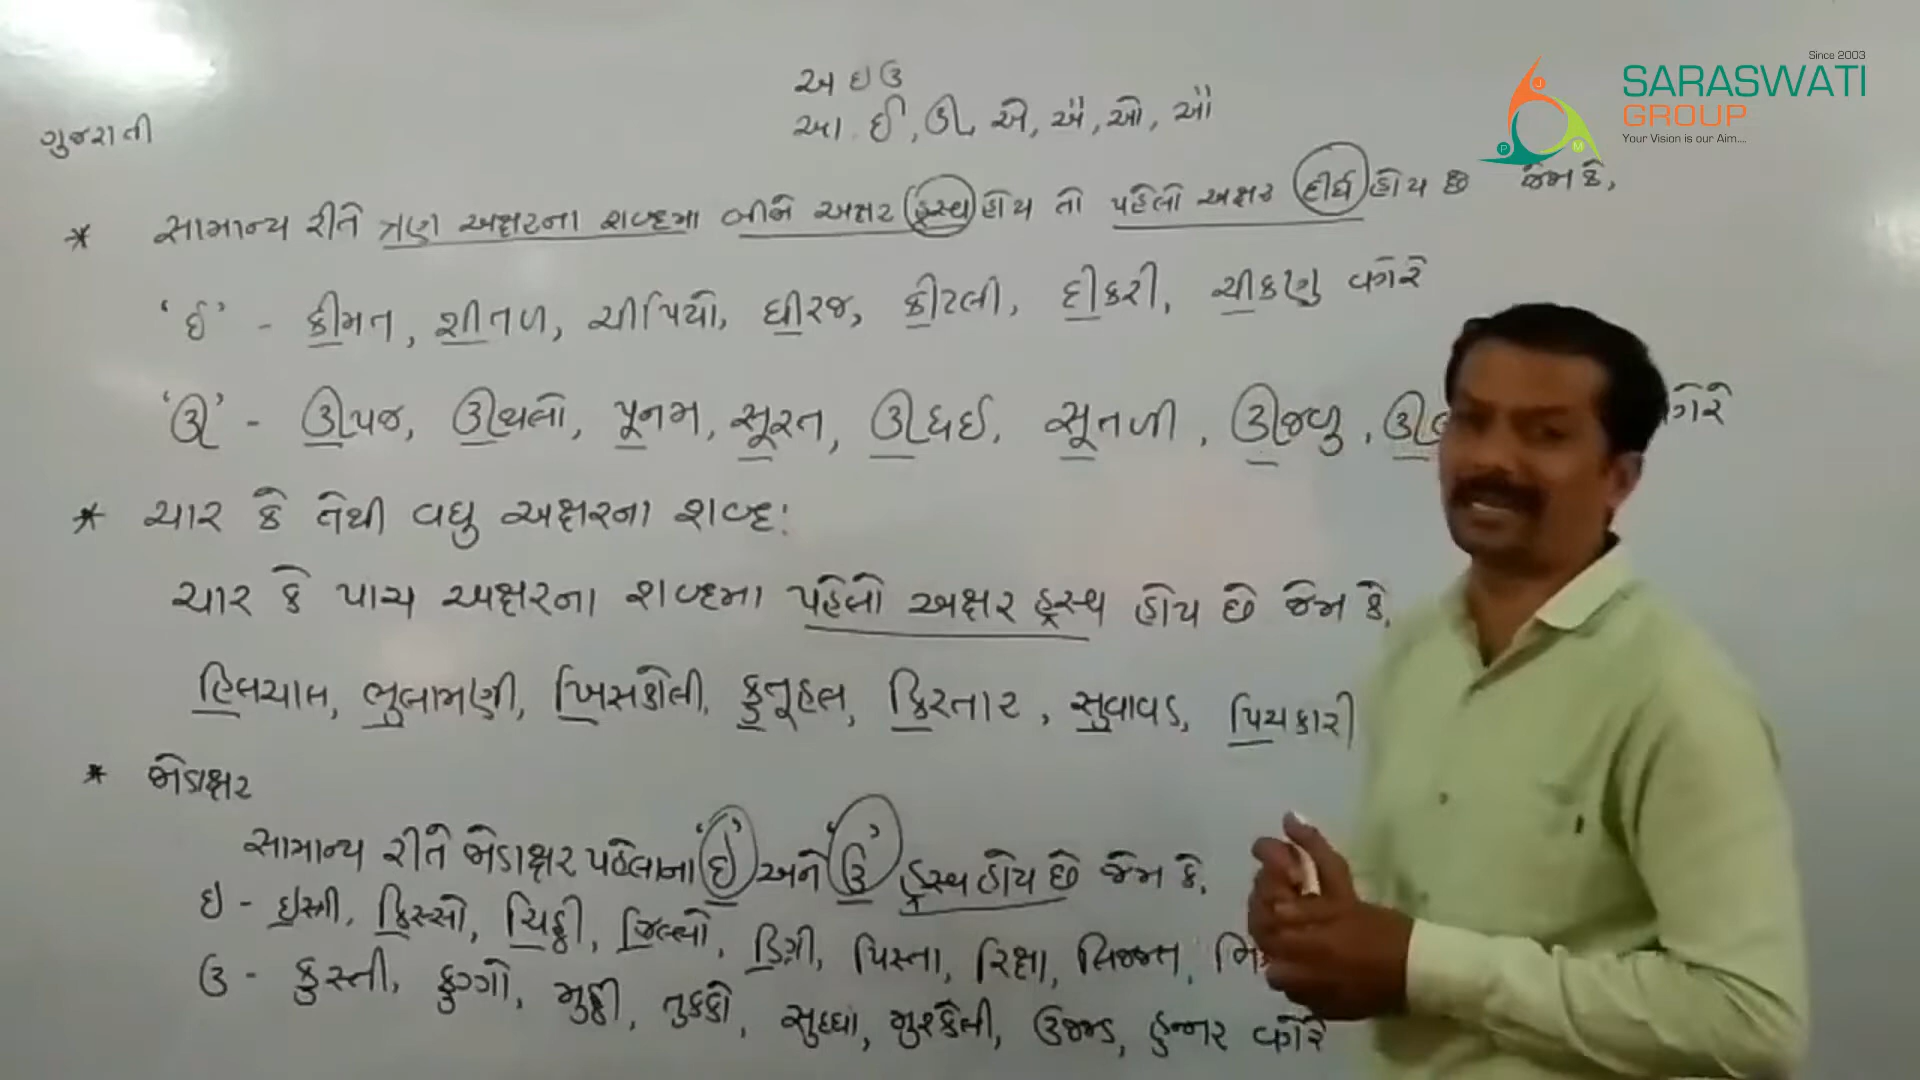 અ ઇ ઉ
આ. ઈ, ઊ, એ, ઐ, ઓ, ઔ
ગુજરાતી
Since 2003
SARASWATI
GROUP
Your Vision is our Aim....
* સામાન્ય રીતે ત્રણ અક્ષરના શબ્દમા બીજો અક્ષર હ્રસ્વ હોય તો પહેલો અક્ષર દીર્ઘ હોય છે જેમ કે,
'ઈ' - કીમત, શીતળ, ચીપિયો, ધીરજ, કીટલી, દીકરી, ચીકણુ વગેરે
'ઊ' - ઊપજ, ઊથલો, પૂનમ, સૂરત, ઊધઈ, સૂતળી, ઊજળુ,
* ચાર કે તેથી વધુ અક્ષરના શબ્દ:
ચાર કે પાચ અક્ષરના શબ્દમા પહેલો અક્ષર હ્રસ્વ હોય છે જેમ કે,
હિલચાલ, ભુલામણી, ખિસકોલી, કુતૂહલ, કિરતાર, સુવાવડ, પિચકારી
* જોડાક્ષર
સામાન્ય રીતે જોડાક્ષર પહેલાના 'ઇ' અને 'ઉ' હ્રસ્વ હોય છે જેમ કે,
ઇ - ઇસ્ત્રી, કિસ્સો, ચિઠ્ઠી, જિલ્લો, ડિગ્રી, પિસ્તા, રિક્ષા,
ઉ - કુસ્તી, ફુગ્ગો, મુઠ્ઠી, તુક્કો, સુધ્ધા, મુશ્કેલી, ઉજ્જડ, હુન્નર વગેરે